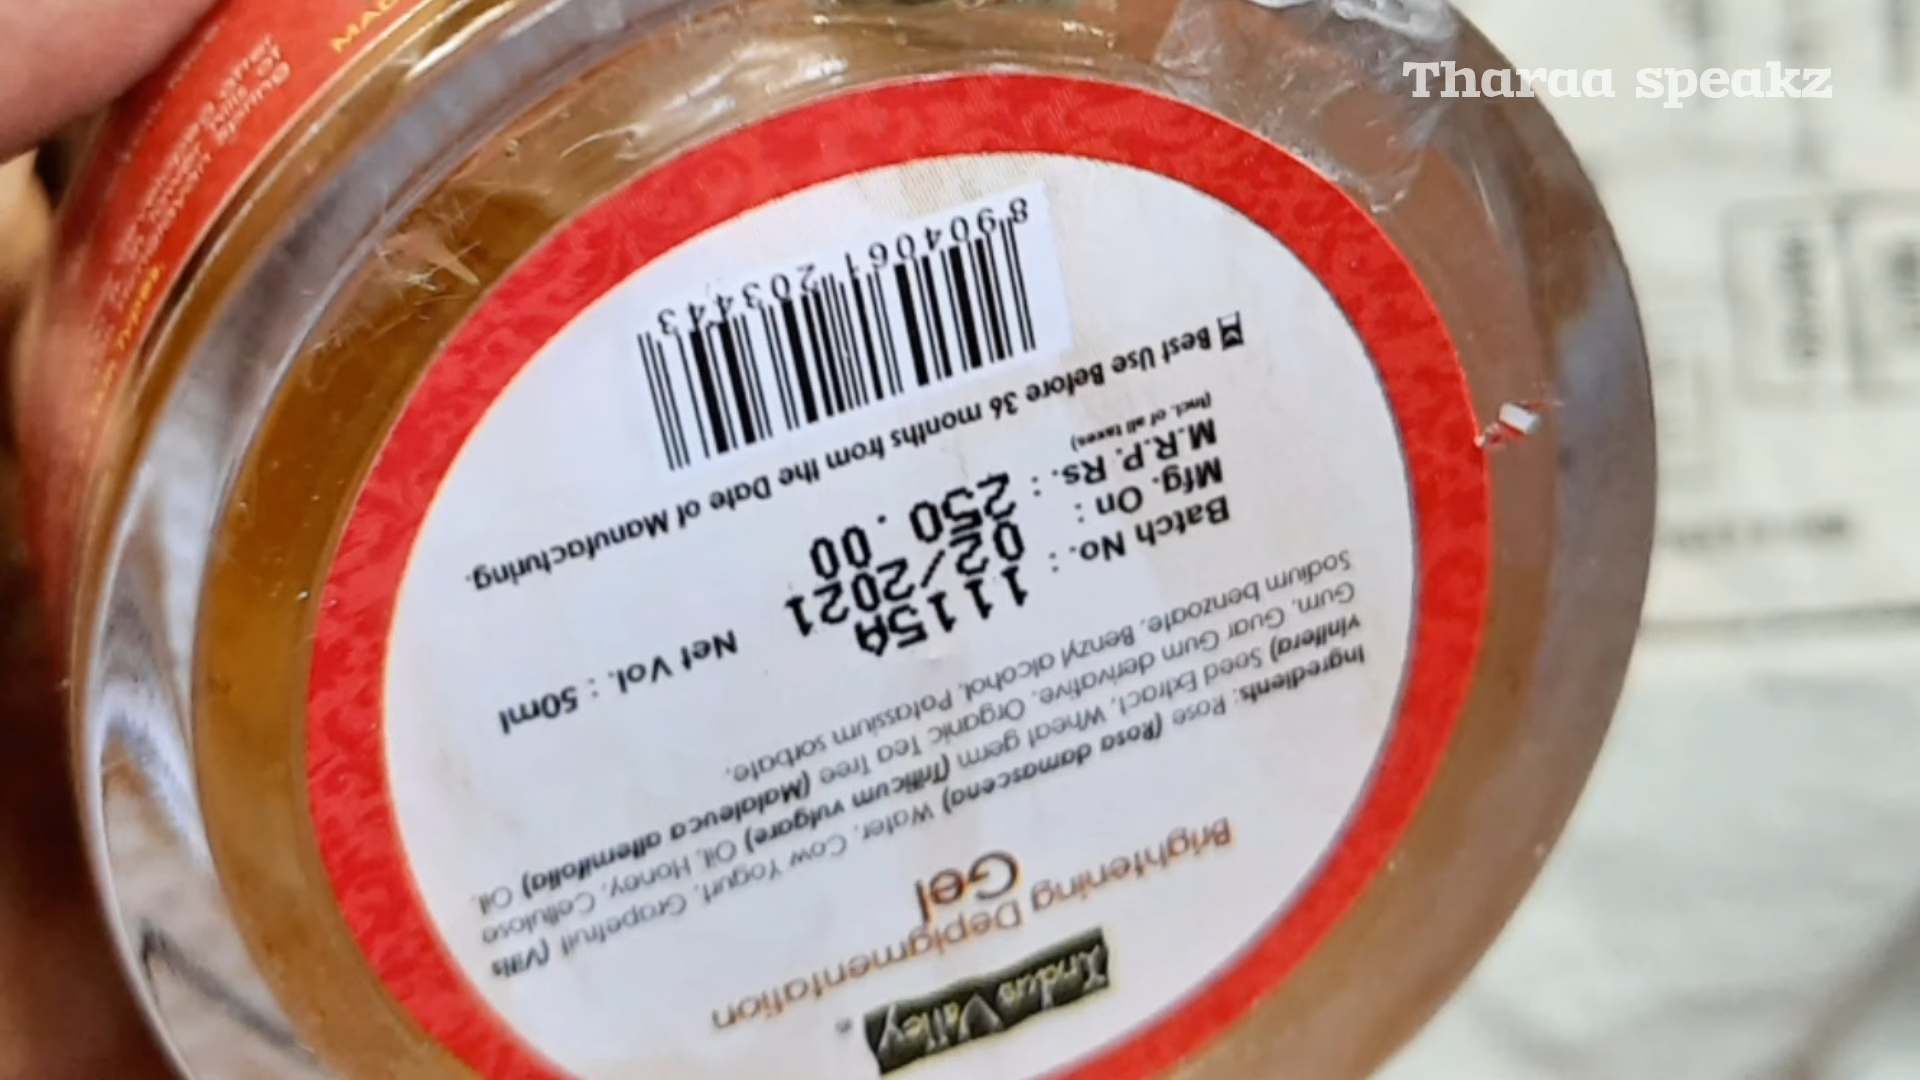 Tharaa speakz
Indus Valley ®
Brightening Depigmentation
Gel
Ingredients: Rose (Rosa damascena) Water, Cow Yogurt, Grapefruit (Vitis
vinifera) Seed Extract, Wheat germ (Triticum vulgare) Oil, Honey, Cellulose
Gum, Guar Gum derivative, Organic Tea Tree (Malaleuca alternifolia) Oil,
Sodium benzoate, Benzyl alcohol, Potassium sorbate.
Batch No. : 1115A Net Vol. : 50ml
Mfg. On : 02/2021
M.R.P. Rs. : 250.00
(Incl. of all taxes)
Best Use Before 36 months from the Date of Manufacturing.
8904061203443